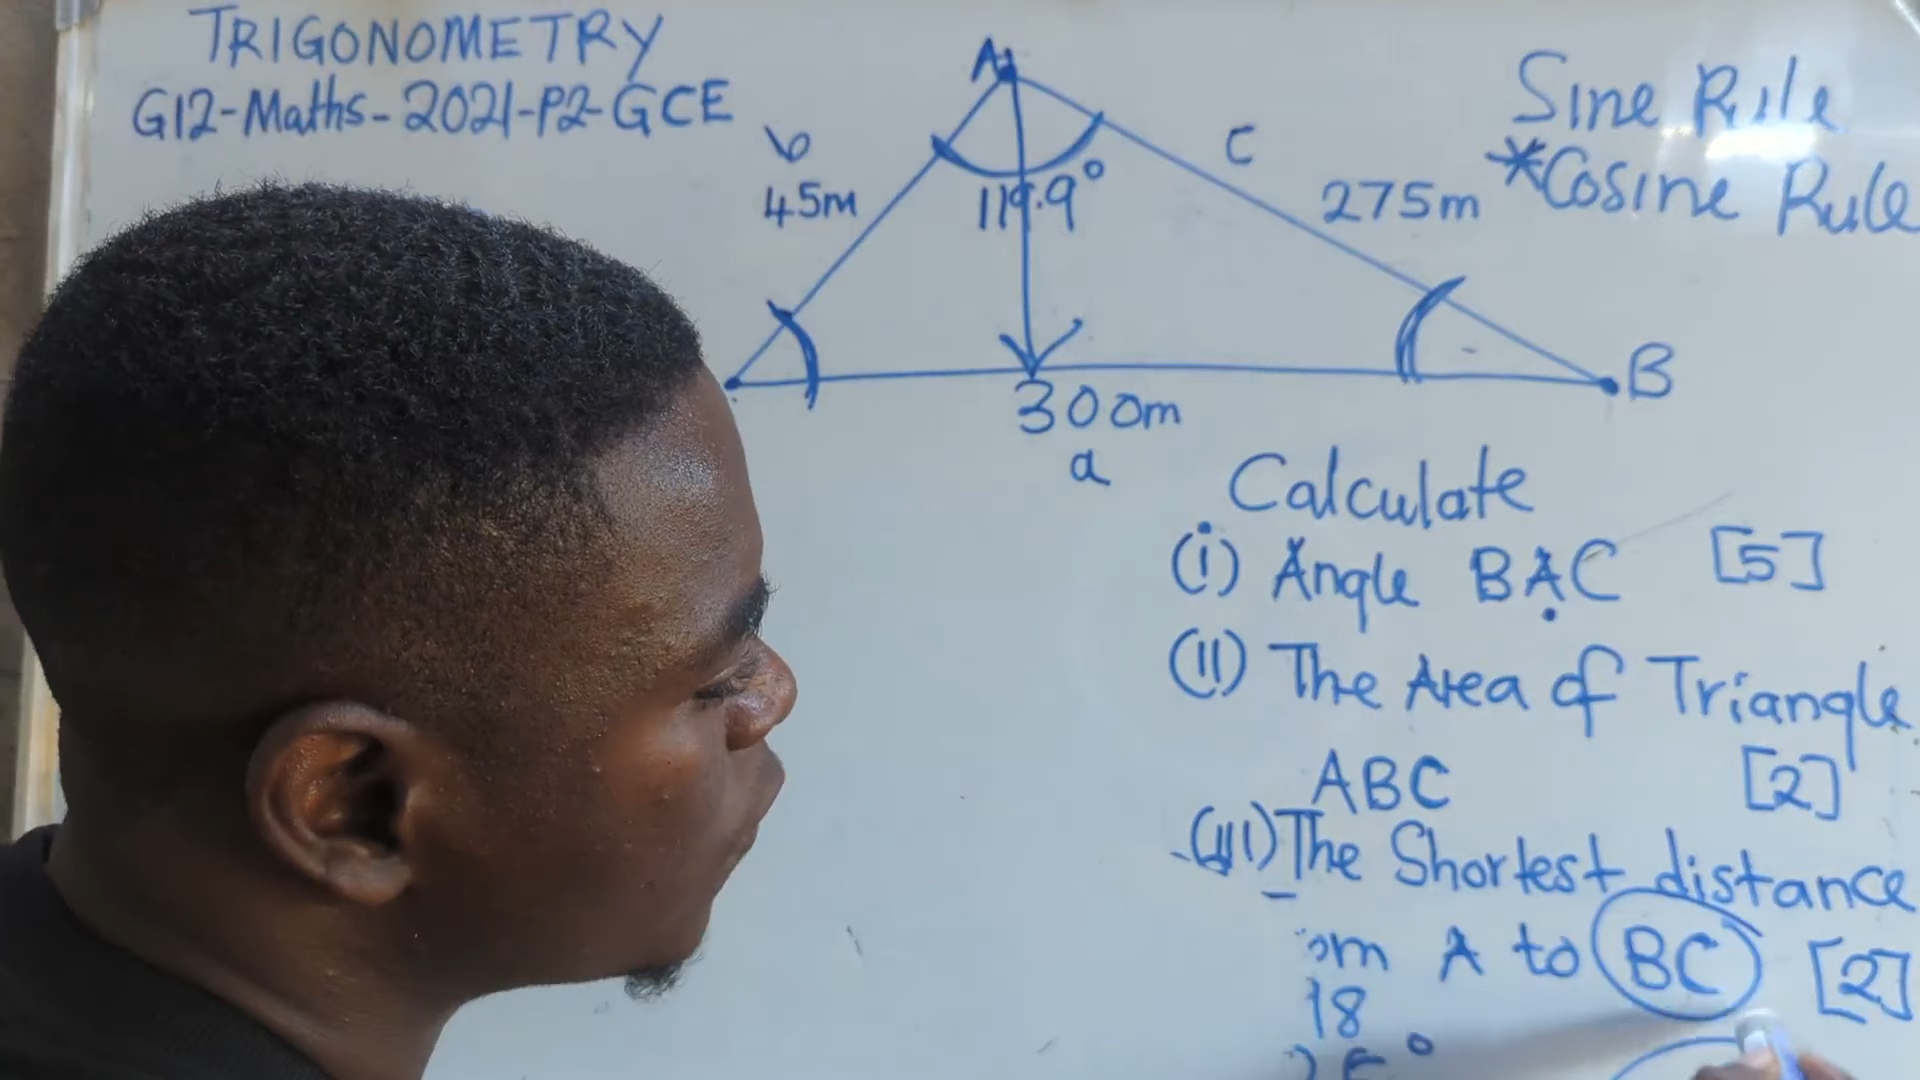 TRIGONOMETRY
G12-Maths-2021-P2-GCE
A
b
45m
119.9°
C
275m
Sine Rule
*Cosine Rule
B
300m
a
Calculate
(i) Angle BAC [5]
(II) The Area of Triangle
ABC [2]
(III) The Shortest distance
A to BC [2]
18